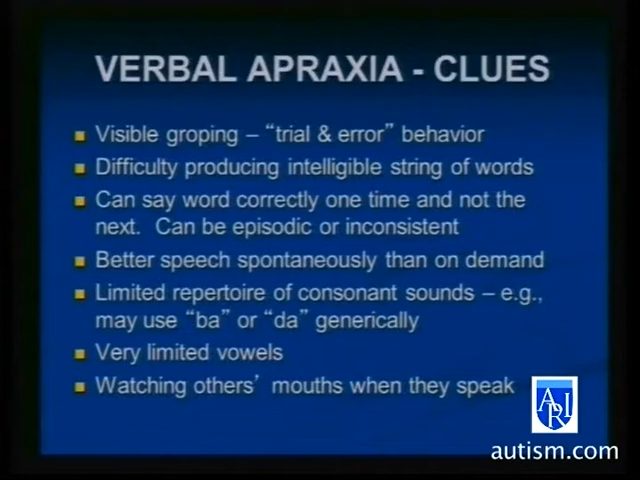 VERBAL APRAXIA - CLUES
Visible groping – “trial & error” behavior
Difficulty producing intelligible string of words
Can say word correctly one time and not the
next. Can be episodic or inconsistent
Better speech spontaneously than on demand
Limited repertoire of consonant sounds – e.g.,
may use “ba” or “da” generically
Very limited vowels
Watching others’ mouths when they speak
ARI
autism.com